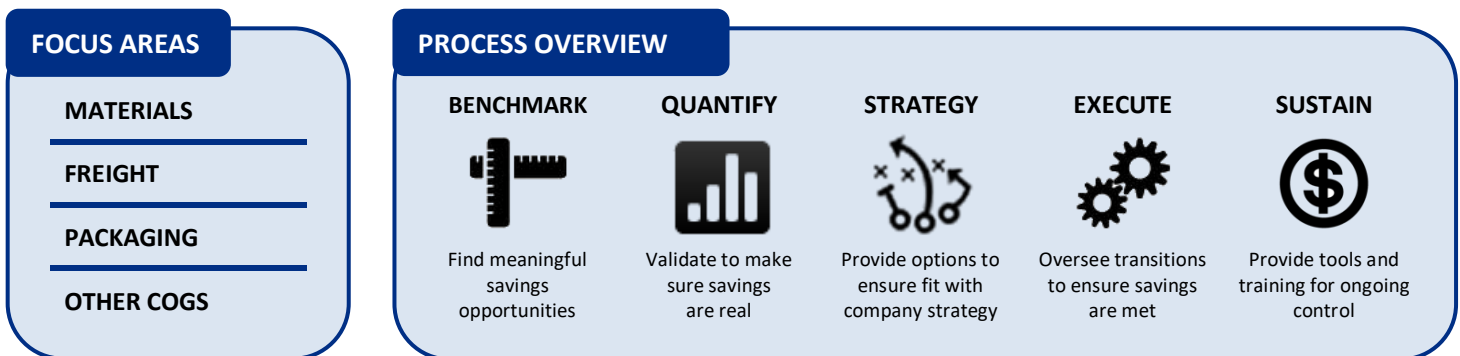 FOCUS AREAS
MATERIALS
FREIGHT
PACKAGING
OTHER COGS
PROCESS OVERVIEW
BENCHMARK
Find meaningful
savings
opportunities
QUANTIFY
Validate to make
sure savings
are real
STRATEGY
Provide options to
ensure fit with
company strategy
EXECUTE
Oversee transitions
to ensure savings
are met
SUSTAIN
$
Provide tools and
training for ongoing
control